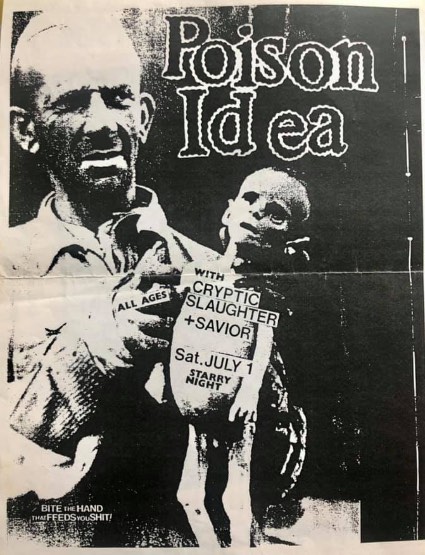 Poison
Idea
WITH
CRYPTIC
SLAUGHTER
+SAVIOR
ALL AGES
Sat. JULY 1
STARRY
NIGHT
BITE THE HAND
THAT FEEDS YOU SHIT!